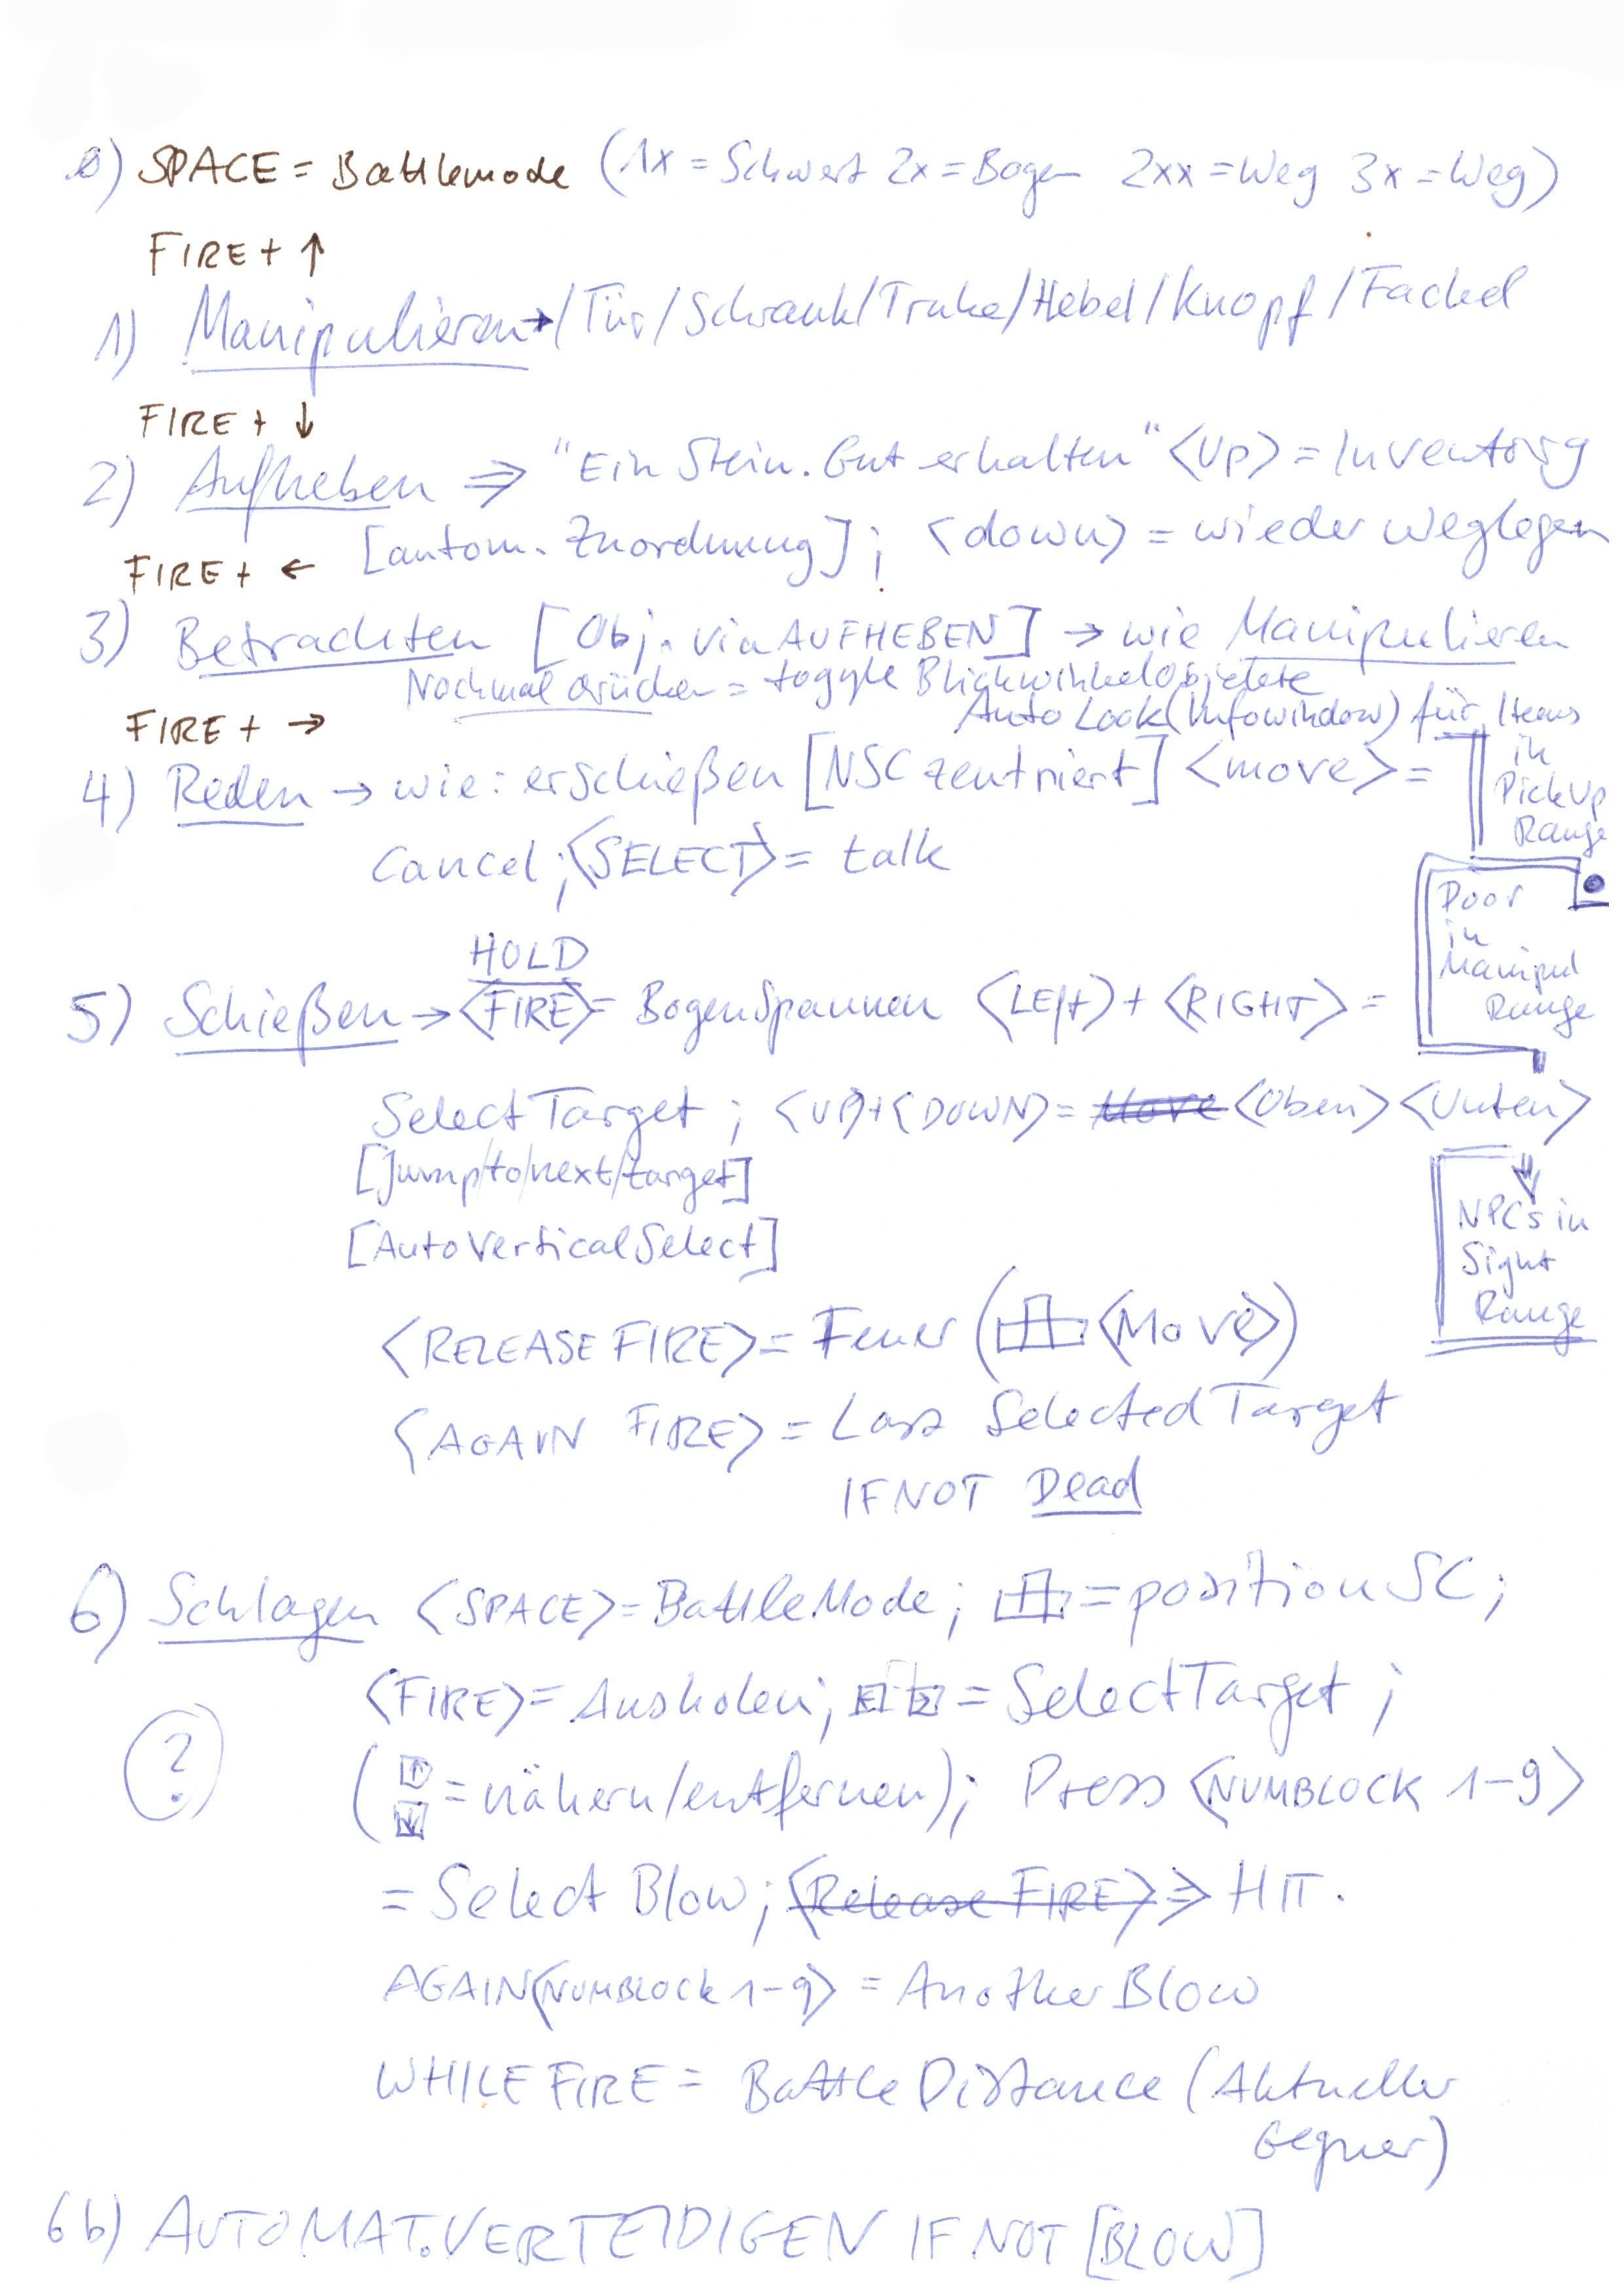 0) SPACE = Battlemode (1x = Schwert 2x = Bogen 2xx = Weg 3x = Weg)
FIRE + ↑
1) Manipulieren → /Tür/Schrank/Truhe/Hebel/Knopf/Fackel
FIRE + ↓
2) Aufheben ⇒ "Ein Stein. Gut erhalten" <Up> = Inventory
[autom. Zuordnung]; <down> = wieder weglegen
FIRE + ←
3) Betrachten [Obj. via AUFHEBEN] → wie Manipulieren
Nochmal drücken = toggle Blickwinkelobjekte
Auto Look (Infowindow) für Items
in
PickUp
Range
Door
in
Manipul
Range
NPCs in
Sight
Range
FIRE + →
4) Reden → wie: erschießen [NSC zentriert] <move> =
Cancel; <SELECT> = talk
HOLD
5) Schießen → <FIRE> = Bogen Spannen <LEft> + <RIGHT> =
Select Target; <UP> + <DOWN> = Move <Oben> <Unten>
[Jump/to/next/target]
[Auto Vertical Select]
<RELEASE FIRE> = Feuer (<Move>)
<AGAIN FIRE> = Last Selected Target
IF NOT Dead
6) Schlagen <SPACE> = BattleMode; = position SC;
<FIRE> = Ausholen; ← → = Select Target;
?
(↑ ↓ = nähern/entfernen); Press <NUMBLOCK 1-9>
= Select Blow; <Release FIRE> ⇒ HIT.
AGAIN <NUMBLOCK 1-9> = Another Blow
WHILE FIRE = Battle Distance (Aktueller
Gegner)
6b) AUTOMAT. VERTEIDIGEN IF NOT [BLOW]